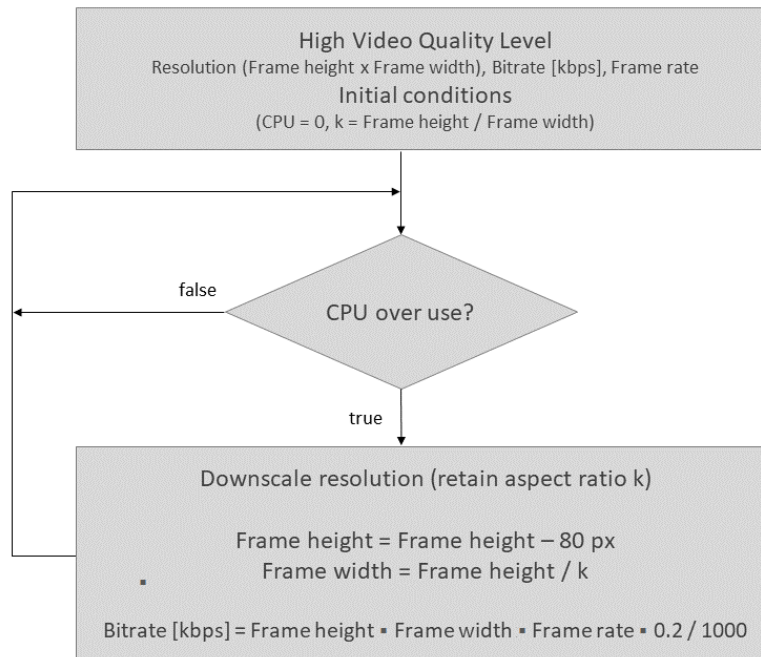 High Video Quality Level
Resolution (Frame height x Frame width), Bitrate [kbps], Frame rate
Initial conditions
(CPU = 0, k = Frame height / Frame width)
false
CPU over use?
true
Downscale resolution (retain aspect ratio k)
Frame height = Frame height – 80 px
Frame width = Frame height / k
Bitrate [kbps] = Frame height ▪ Frame width ▪ Frame rate ▪ 0.2 / 1000